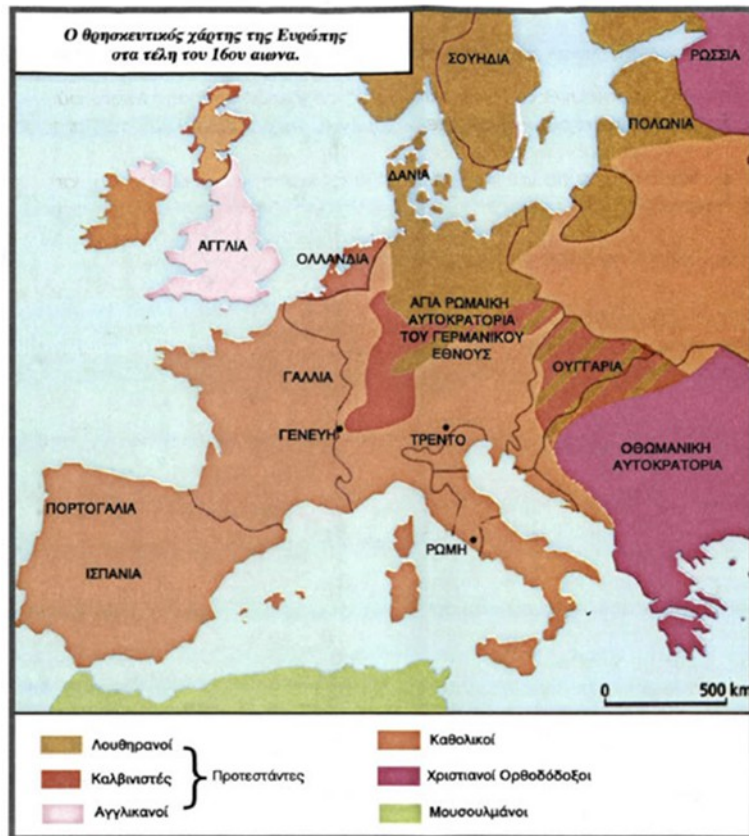 Ο θρησκευτικός χάρτης της Ευρώπης
στα τέλη του 16ου αιωνα.
ΣΟΥΗΔΙΑ
ΡΩΣΣΙΑ
ΠΟΛΩΝΙΑ
ΔΑΝΙΑ
ΑΓΓΛΙΑ
ΟΛΛΑΝΔΙΑ
ΑΓΙΑ ΡΩΜΑΙΚΗ
ΑΥΤΟΚΡΑΤΟΡΙΑ
ΤΟΥ ΓΕΡΜΑΝΙΚΟΥ
ΕΘΝΟΥΣ
ΟΥΓΓΑΡΙΑ
ΓΑΛΛΙΑ
ΓΕΝΕΥΗ
ΤΡΕΝΤΟ
ΟΘΩΜΑΝΙΚΗ
ΑΥΤΟΚΡΑΤΟΡΙΑ
ΠΟΡΤΟΓΑΛΙΑ
ΙΣΠΑΝΙΑ
ΡΩΜΗ
0 500 km
Λουθηρανοί
Καλβινιστές
Αγγλικανοί
Προτεστάντες
Καθολικοί
Χριστιανοί Ορθοδόδοξοι
Μουσουλμάνοι